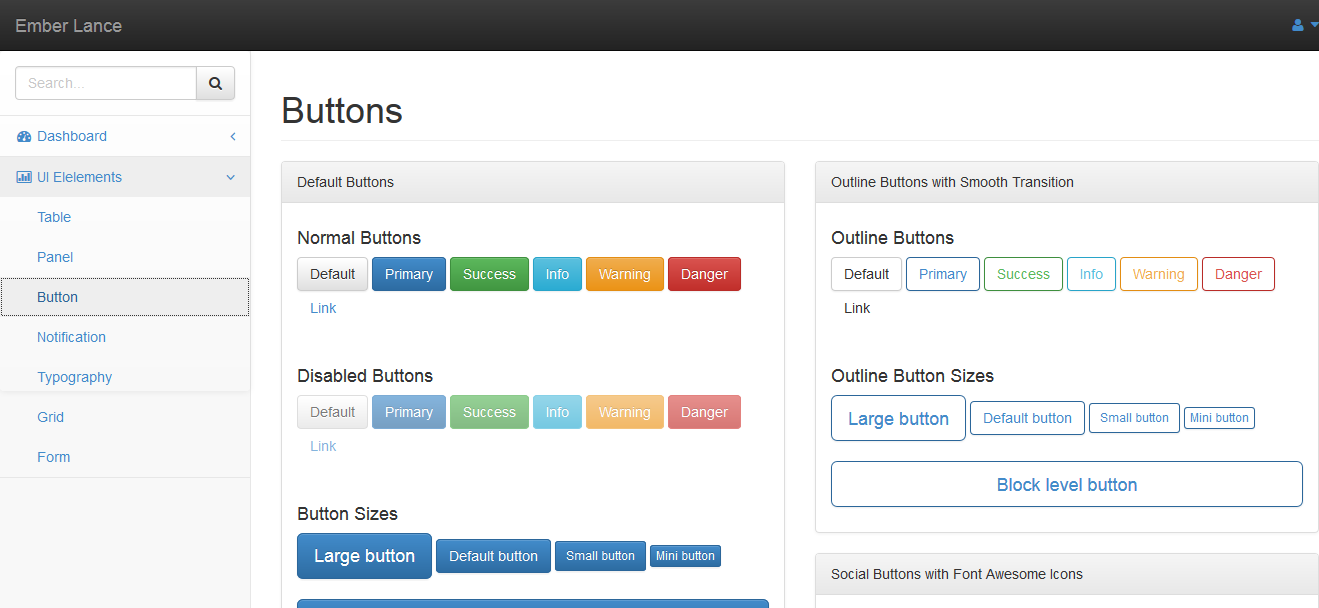 Ember Lance
Search...
Dashboard
UI Elelements
Table
Panel
Button
Notification
Typography
Grid
Form
Buttons
Default Buttons
Normal Buttons
Default Primary Success Info Warning Danger
Link
Disabled Buttons
Default Primary Success Info Warning Danger
Link
Button Sizes
Large button Default button Small button Mini button
Outline Buttons with Smooth Transition
Outline Buttons
Default Primary Success Info Warning Danger
Link
Outline Button Sizes
Large button Default button Small button Mini button
Block level button
Social Buttons with Font Awesome Icons